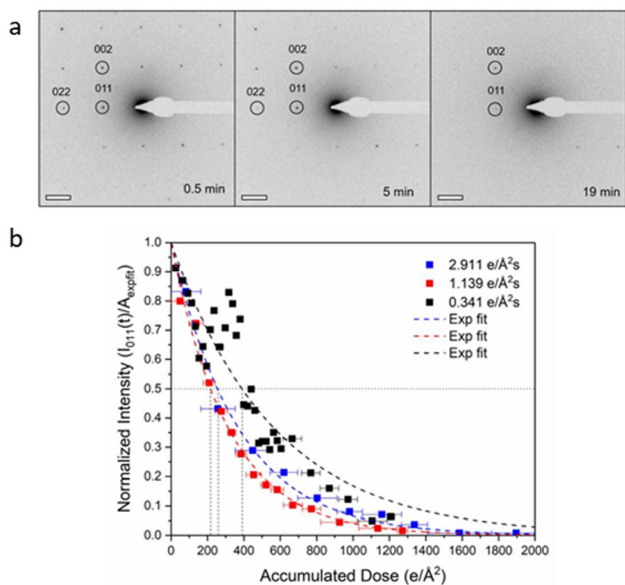 a
002
022
011
0.5 min
002
022
011
5 min
002
011
19 min
b
Normalized Intensity (I011(t)/Aexpfit)
1.0
0.9
0.8
0.7
0.6
0.5
0.4
0.3
0.2
0.1
0.0
2.911 e/Å²s
1.139 e/Å²s
0.341 e/Å²s
Exp fit
Exp fit
Exp fit
0 200 400 600 800 1000 1200 1400 1600 1800 2000
Accumulated Dose (e/Å²)